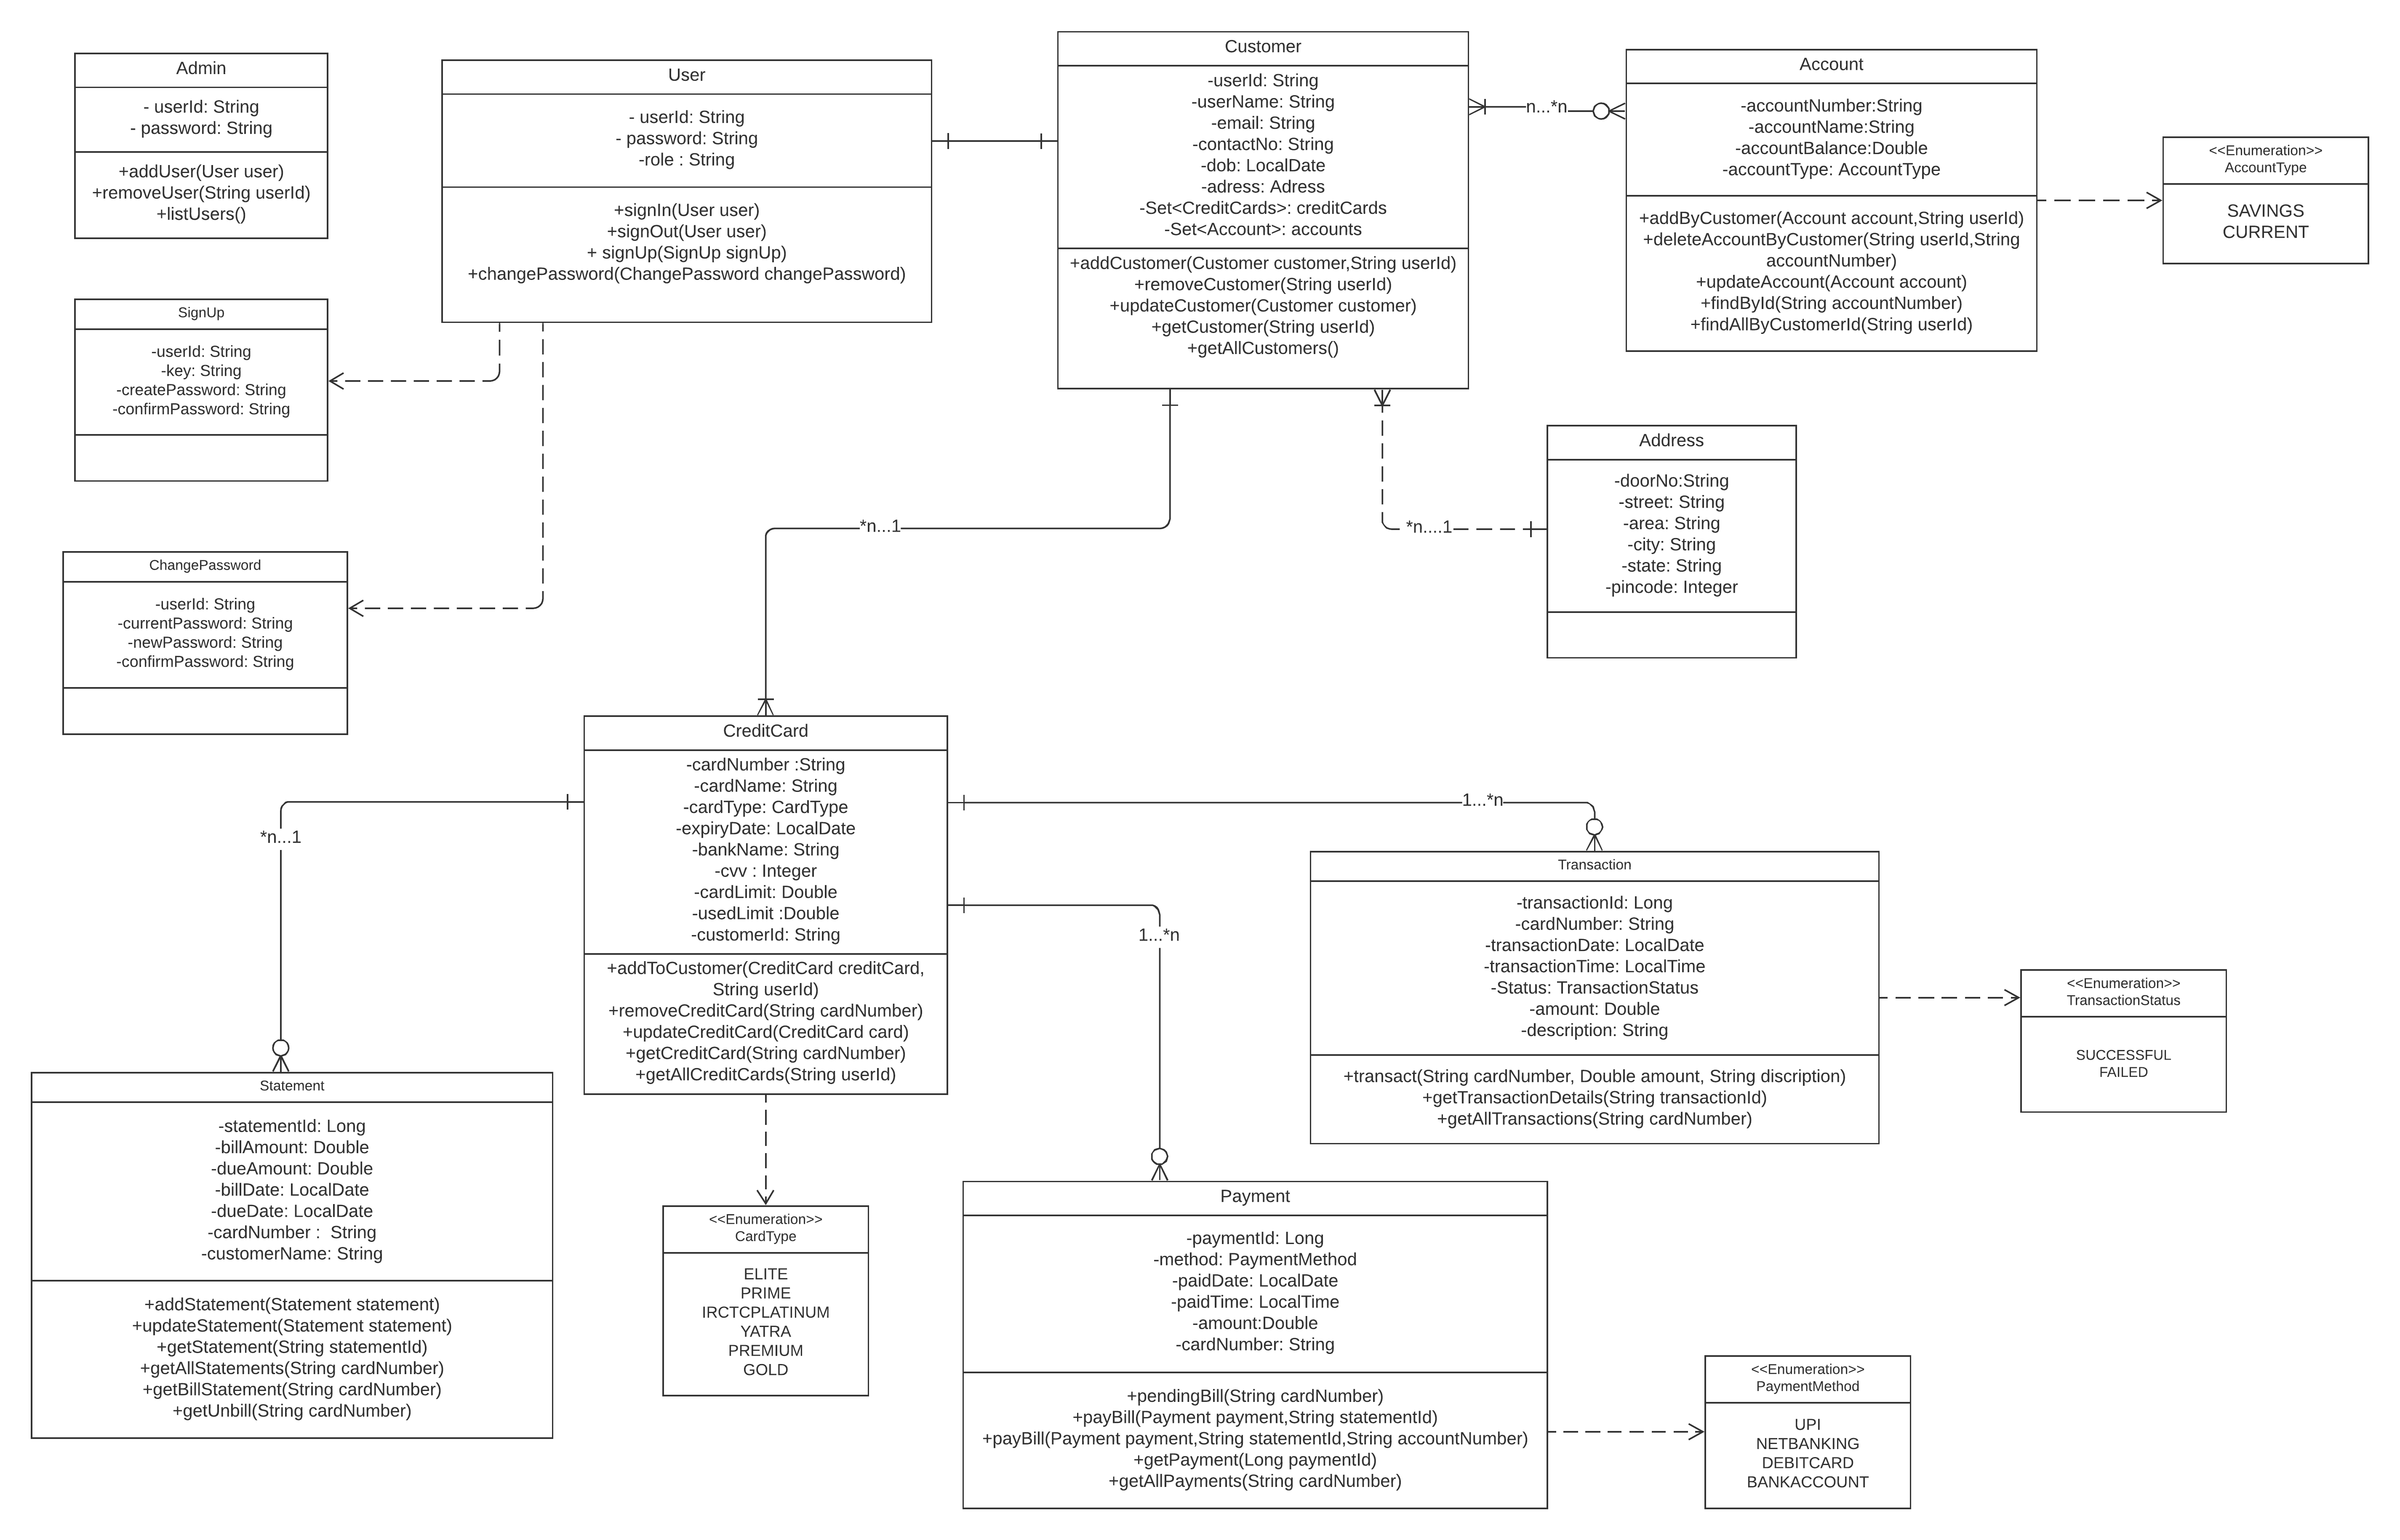 Admin
- userId: String
- password: String
+addUser(User user)
+removeUser(String userId)
+listUsers()
User
- userId: String
- password: String
-role : String
+signIn(User user)
+signOut(User user)
+ signUp(SignUp signUp)
+changePassword(ChangePassword changePassword)
Customer
-userId: String
-userName: String
-email: String
-contactNo: String
-dob: LocalDate
-adress: Adress
-Set<CreditCards>: creditCards
-Set<Account>: accounts
+addCustomer(Customer customer,String userId)
+removeCustomer(String userId)
+updateCustomer(Customer customer)
+getCustomer(String userId)
+getAllCustomers()
n...*n
Account
-accountNumber:String
-accountName:String
-accountBalance:Double
-accountType: AccountType
+addByCustomer(Account account,String userId)
+deleteAccountByCustomer(String userId,String
accountNumber)
+updateAccount(Account account)
+findById(String accountNumber)
+findAllByCustomerId(String userId)
<<Enumeration>>
AccountType
SAVINGS
CURRENT
SignUp
-userId: String
-key: String
-createPassword: String
-confirmPassword: String
ChangePassword
-userId: String
-currentPassword: String
-newPassword: String
-confirmPassword: String
*n...1
*n....1
Address
-doorNo:String
-street: String
-area: String
-city: String
-state: String
-pincode: Integer
CreditCard
-cardNumber :String
-cardName: String
-cardType: CardType
-expiryDate: LocalDate
-bankName: String
-cvv : Integer
-cardLimit: Double
-usedLimit :Double
-customerId: String
+addToCustomer(CreditCard creditCard,
String userId)
+removeCreditCard(String cardNumber)
+updateCreditCard(CreditCard card)
+getCreditCard(String cardNumber)
+getAllCreditCards(String userId)
*n...1
1...*n
1...*n
Transaction
-transactionId: Long
-cardNumber: String
-transactionDate: LocalDate
-transactionTime: LocalTime
-Status: TransactionStatus
-amount: Double
-description: String
+transact(String cardNumber, Double amount, String discription)
+getTransactionDetails(String transactionId)
+getAllTransactions(String cardNumber)
<<Enumeration>>
TransactionStatus
SUCCESSFUL
FAILED
Statement
-statementId: Long
-billAmount: Double
-dueAmount: Double
-billDate: LocalDate
-dueDate: LocalDate
-cardNumber :  String
-customerName: String
+addStatement(Statement statement)
+updateStatement(Statement statement)
+getStatement(String statementId)
+getAllStatements(String cardNumber)
+getBillStatement(String cardNumber)
+getUnbill(String cardNumber)
<<Enumeration>>
CardType
ELITE
PRIME
IRCTCPLATINUM
YATRA
PREMIUM
GOLD
Payment
-paymentId: Long
-method: PaymentMethod
-paidDate: LocalDate
-paidTime: LocalTime
-amount:Double
-cardNumber: String
+pendingBill(String cardNumber)
+payBill(Payment payment,String statementId)
+payBill(Payment payment,String statementId,String accountNumber)
+getPayment(Long paymentId)
+getAllPayments(String cardNumber)
<<Enumeration>>
PaymentMethod
UPI
NETBANKING
DEBITCARD
BANKACCOUNT